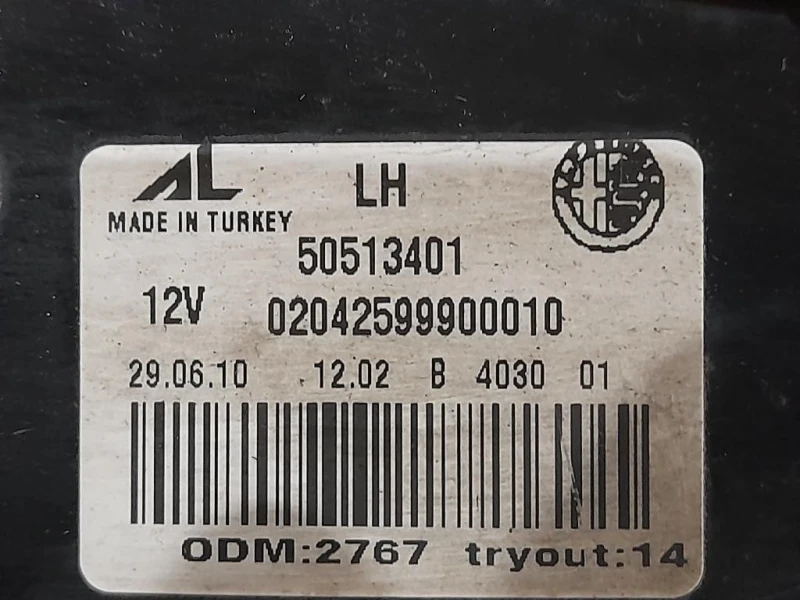 AL LH
MADE IN TURKEY
50513401
12V 02042599900010
29.06.10 12.02 B 4030 01
ODM:2767 tryout:14